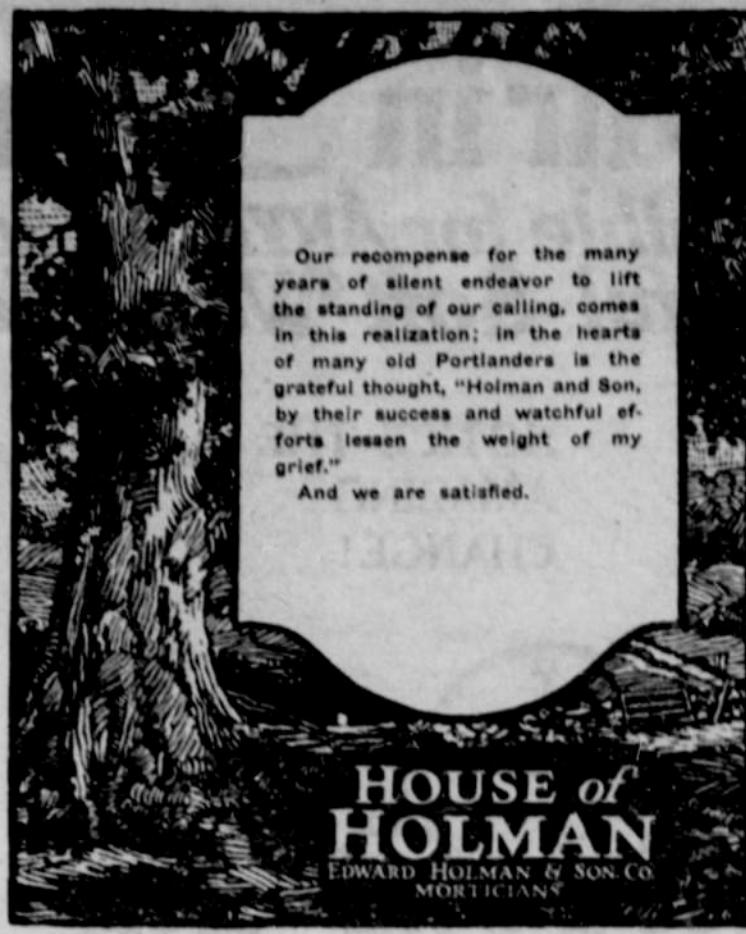 Our recompense for the many
years of silent endeavor to lift
the standing of our calling, comes
in this realization; in the hearts
of many old Portlanders is the
grateful thought, "Holman and Son,
by their success and watchful ef-
forts lessen the weight of my
grief."
And we are satisfied.
HOUSE of
HOLMAN
EDWARD HOLMAN & SON CO.
MORTICIANS